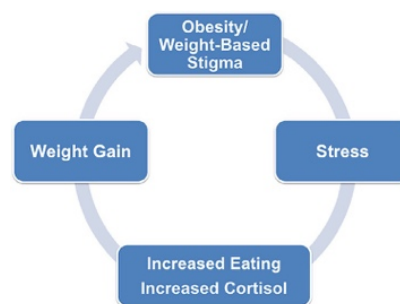 Obesity/
Weight-Based
Stigma
Stress
Increased Eating
Increased Cortisol
Weight Gain